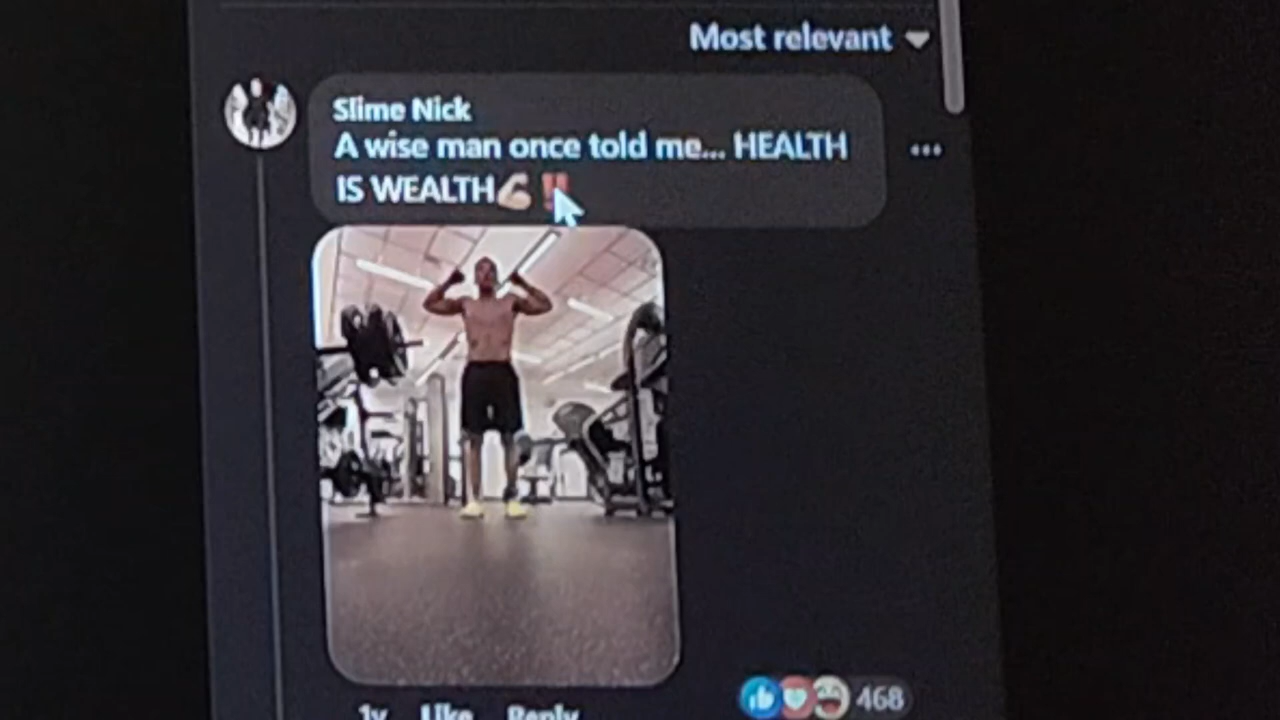 Most relevant
Slime Nick
A wise man once told me... HEALTH
IS WEALTH💪‼️
1y Like Reply 468